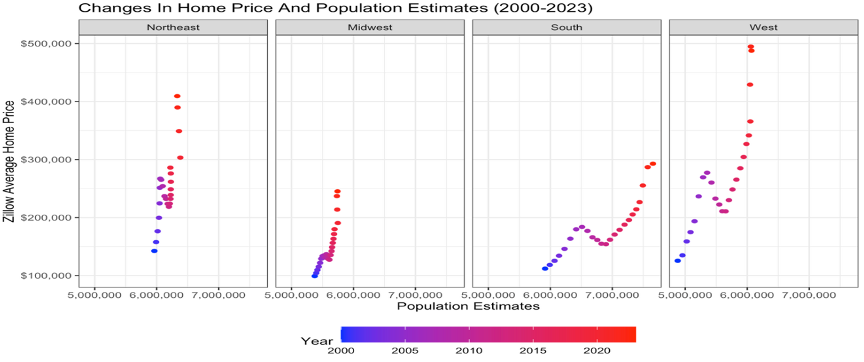 Changes In Home Price And Population Estimates (2000-2023)
Northeast Midwest South West
$500,000
$400,000
$300,000
$200,000
$100,000
Zillow Average Home Price
5,000,000 6,000,000 7,000,000 5,000,000 6,000,000 7,000,000 5,000,000 6,000,000 7,000,000 5,000,000 6,000,000 7,000,000
Population Estimates
Year
2000 2005 2010 2015 2020